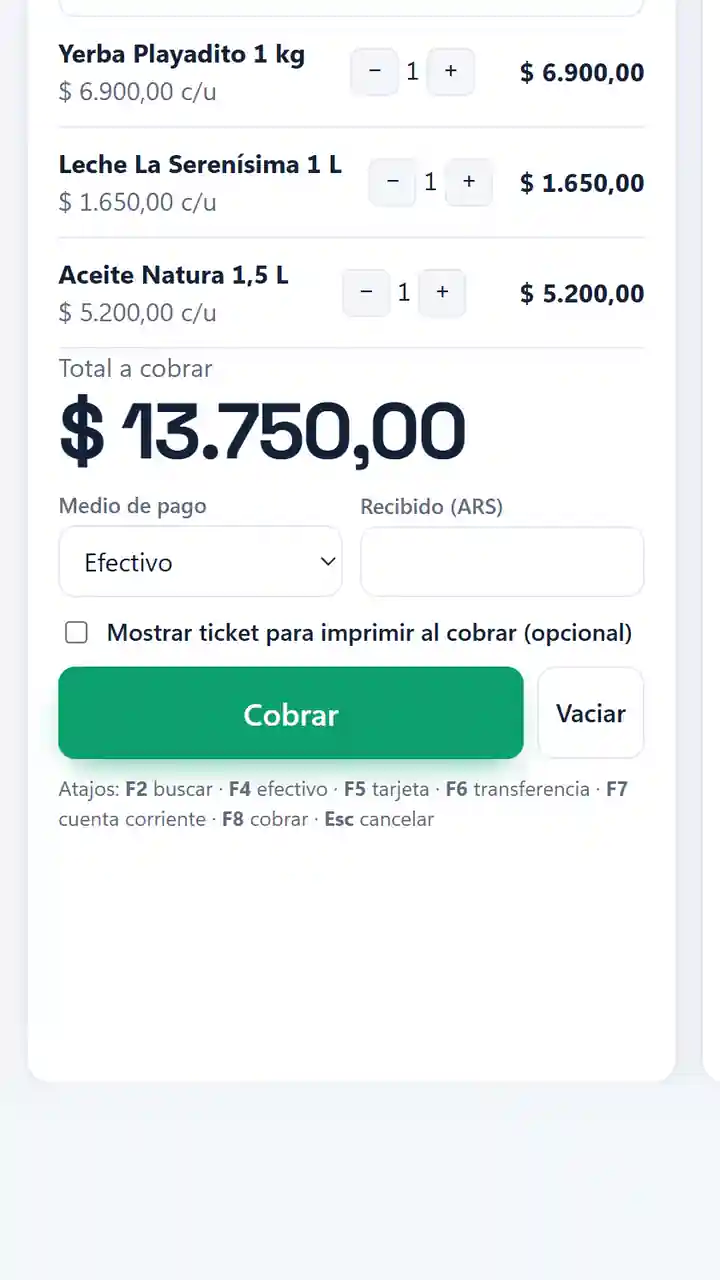 Yerba Playadito 1 kg
$ 6.900,00 c/u
− 1 +
$ 6.900,00
Leche La Serenísima 1 L
$ 1.650,00 c/u
− 1 +
$ 1.650,00
Aceite Natura 1,5 L
$ 5.200,00 c/u
− 1 +
$ 5.200,00
Total a cobrar
$ 13.750,00
Medio de pago
Recibido (ARS)
Efectivo
Mostrar ticket para imprimir al cobrar (opcional)
Cobrar
Vaciar
Atajos: F2 buscar · F4 efectivo · F5 tarjeta · F6 transferencia · F7
cuenta corriente · F8 cobrar · Esc cancelar